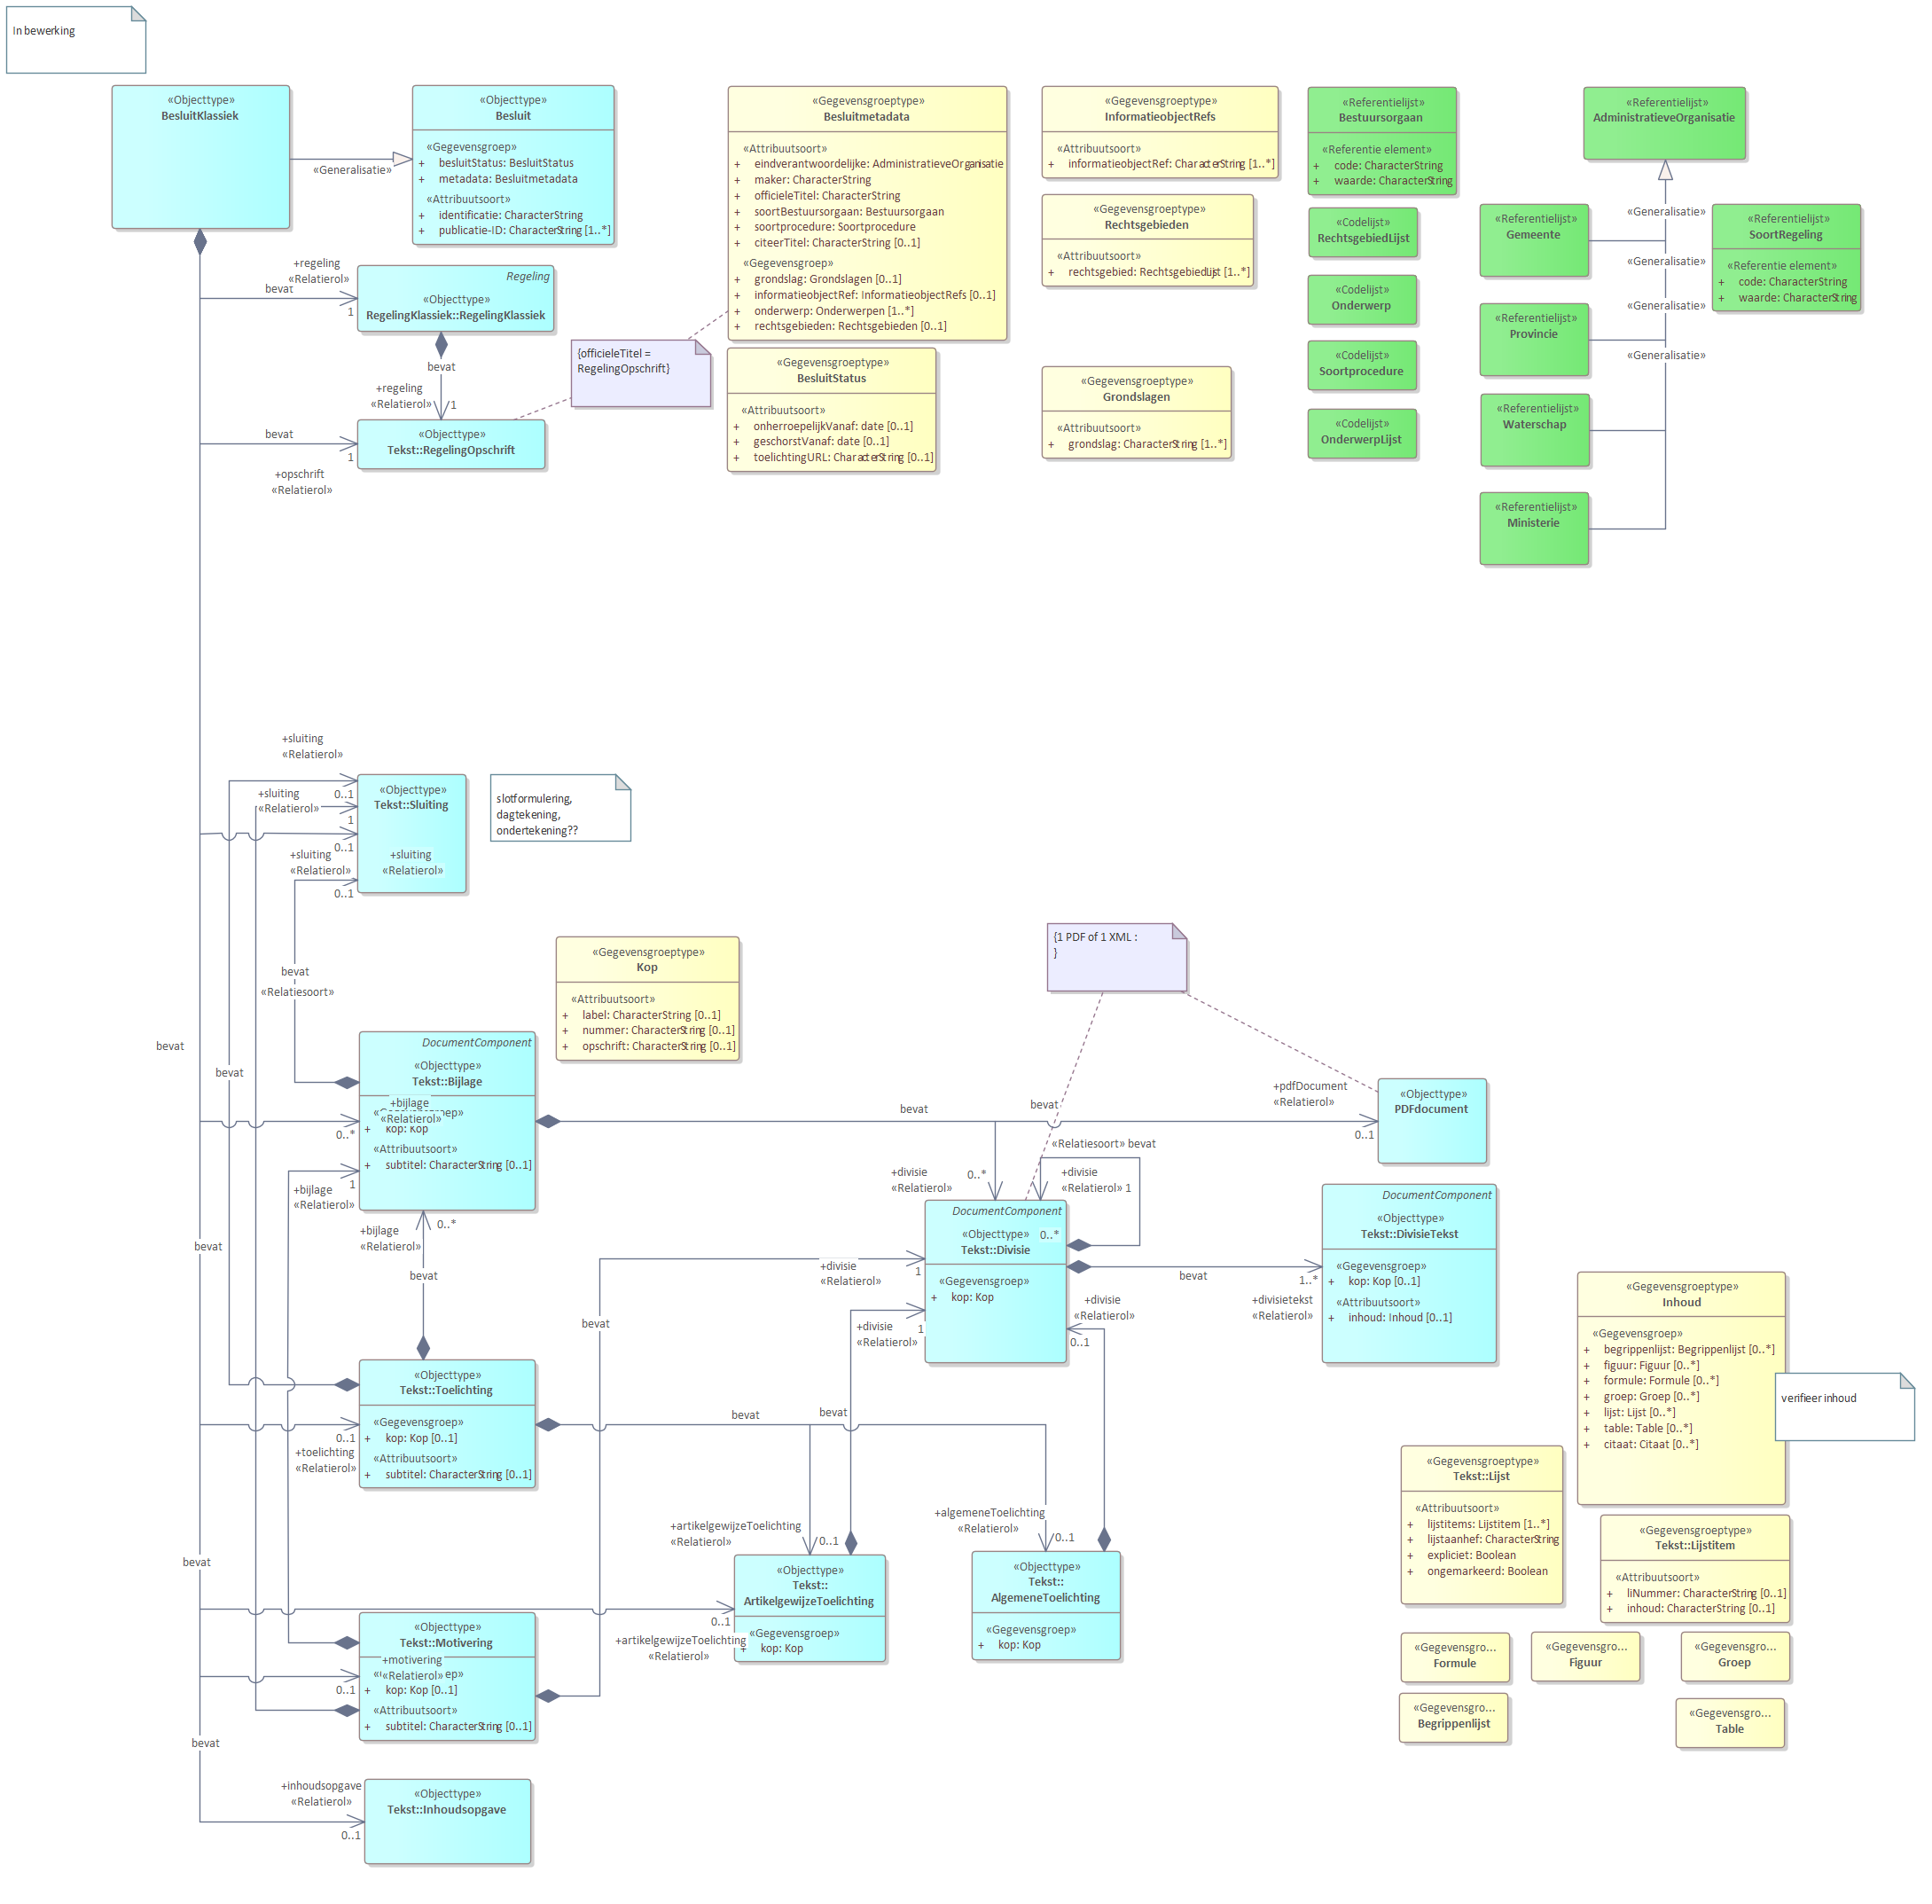 In bewerking
«Objecttype»
BesluitKlassiek
«Generalisatie»
«Objecttype»
Besluit
«Gegevensgroep»
+ besluitStatus: BesluitStatus
+ metadata: Besluitmetadata
«Attribuutsoort»
+ identificatie: CharacterString
+ publicatie-ID: CharacterString [1..*]
«Gegevensgroeptype»
Besluitmetadata
«Attribuutsoort»
+ eindverantwoordelijke: AdministratieveOrganisatie
+ maker: CharacterString
+ officieleTitel: CharacterString
+ soortBestuursorgaan: Bestuursorgaan
+ soortprocedure: Soortprocedure
+ citeerTitel: CharacterString [0..1]
«Gegevensgroep»
+ grondslag: Grondslagen [0..1]
+ informatieobjectRef: InformatieobjectRefs [0..1]
+ onderwerp: Onderwerpen [1..*]
+ rechtsgebieden: Rechtsgebieden [0..1]
«Gegevensgroeptype»
InformatieobjectRefs
«Attribuutsoort»
+ informatieobjectRef: CharacterString [1..*]
«Gegevensgroeptype»
Rechtsgebieden
«Attribuutsoort»
+ rechtsgebied: RechtsgebiedLijst [1..*]
«Referentielijst»
Bestuursorgaan
«Referentie element»
+ code: CharacterString
+ waarde: CharacterString
«Codelijst»
RechtsgebiedLijst
«Codelijst»
Onderwerp
«Codelijst»
Soortprocedure
«Codelijst»
OnderwerpLijst
«Referentielijst»
AdministratieveOrganisatie
«Generalisatie»
«Generalisatie»
«Generalisatie»
«Generalisatie»
«Referentielijst»
Gemeente
«Referentielijst»
SoortRegeling
«Referentie element»
+ code: CharacterString
+ waarde: CharacterString
«Referentielijst»
Provincie
«Referentielijst»
Waterschap
«Referentielijst»
Ministerie
+regeling
«Relatierol»
bevat
1
Regeling
«Objecttype»
RegelingKlassiek::RegelingKlassiek
bevat
+regeling
«Relatierol»
1
{officieleTitel =
RegelingOpschrift}
«Gegevensgroeptype»
BesluitStatus
«Attribuutsoort»
+ onherroepelijkVanaf: date [0..1]
+ geschorstVanaf: date [0..1]
+ toelichtingURL: CharacterString [0..1]
«Gegevensgroeptype»
Grondslagen
«Attribuutsoort»
+ grondslag: CharacterString [1..*]
bevat
1
+opschrift
«Relatierol»
«Objecttype»
Tekst::RegelingOpschrift
+sluiting
«Relatierol»
0..1
+sluiting
«Relatierol»
1
0..1
+sluiting
«Relatierol»
0..1
«Objecttype»
Tekst::Sluiting
+sluiting
«Relatierol»
slotformulering,
dagtekening,
ondertekening??
bevat
«Relatiesoort»
«Gegevensgroeptype»
Kop
«Attribuutsoort»
+ label: CharacterString [0..1]
+ nummer: CharacterString [0..1]
+ opschrift: CharacterString [0..1]
{1 PDF of 1 XML :
}
bevat
bevat
DocumentComponent
«Objecttype»
Tekst::Bijlage
+bijlage
«Relatierol»
+ kop: Kop
«Attribuutsoort»
+ subtitel: CharacterString [0..1]
0..*
1
+bijlage
«Relatierol»
+bijlage
«Relatierol»
0..*
bevat
bevat
bevat
+pdfDocument
«Relatierol»
0..1
«Objecttype»
PDFdocument
«Relatiesoort» bevat
+divisie
«Relatierol»
0..*
+divisie
«Relatierol» 1
DocumentComponent
«Objecttype»
Tekst::Divisie
0..*
«Gegevensgroep»
+ kop: Kop
bevat
1..*
+divisietekst
«Relatierol»
DocumentComponent
«Objecttype»
Tekst::DivisieTekst
«Gegevensgroep»
+ kop: Kop [0..1]
«Attribuutsoort»
+ inhoud: Inhoud [0..1]
+divisie
«Relatierol»
1
+divisie
«Relatierol»
1
+divisie
«Relatierol»
0..1
bevat
bevat
«Gegevensgroeptype»
Inhoud
«Gegevensgroep»
+ begrippenlijst: Begrippenlijst [0..*]
+ figuur: Figuur [0..*]
+ formule: Formule [0..*]
+ groep: Groep [0..*]
+ lijst: Lijst [0..*]
+ table: Table [0..*]
+ citaat: Citaat [0..*]
verifieer inhoud
«Objecttype»
Tekst::Toelichting
«Gegevensgroep»
+ kop: Kop [0..1]
«Attribuutsoort»
+ subtitel: CharacterString [0..1]
0..1
+toelichting
«Relatierol»
bevat
bevat
«Gegevensgroeptype»
Tekst::Lijst
«Attribuutsoort»
+ lijstitems: Lijstitem [1..*]
+ lijstaanhef: CharacterString
+ expliciet: Boolean
+ ongemarkeerd: Boolean
«Gegevensgroeptype»
Tekst::Lijstitem
«Attribuutsoort»
+ liNummer: CharacterString [0..1]
+ inhoud: CharacterString [0..1]
+artikelgewijzeToelichting
«Relatierol»
0..1
+algemeneToelichting
«Relatierol»
0..1
bevat
«Objecttype»
Tekst::
ArtikelgewijzeToelichting
«Gegevensgroep»
+ kop: Kop
0..1
+artikelgewijzeToelichting
«Relatierol»
«Objecttype»
Tekst::
AlgemeneToelichting
«Gegevensgroep»
+ kop: Kop
«Objecttype»
Tekst::Motivering
+motivering
«Relatierol»
+ kop: Kop [0..1]
«Attribuutsoort»
+ subtitel: CharacterString [0..1]
0..1
«Gegevensgro...
Formule
«Gegevensgro...
Figuur
«Gegevensgro...
Groep
«Gegevensgro...
Begrippenlijst
«Gegevensgro...
Table
bevat
+inhoudsopgave
«Relatierol»
0..1
«Objecttype»
Tekst::Inhoudsopgave